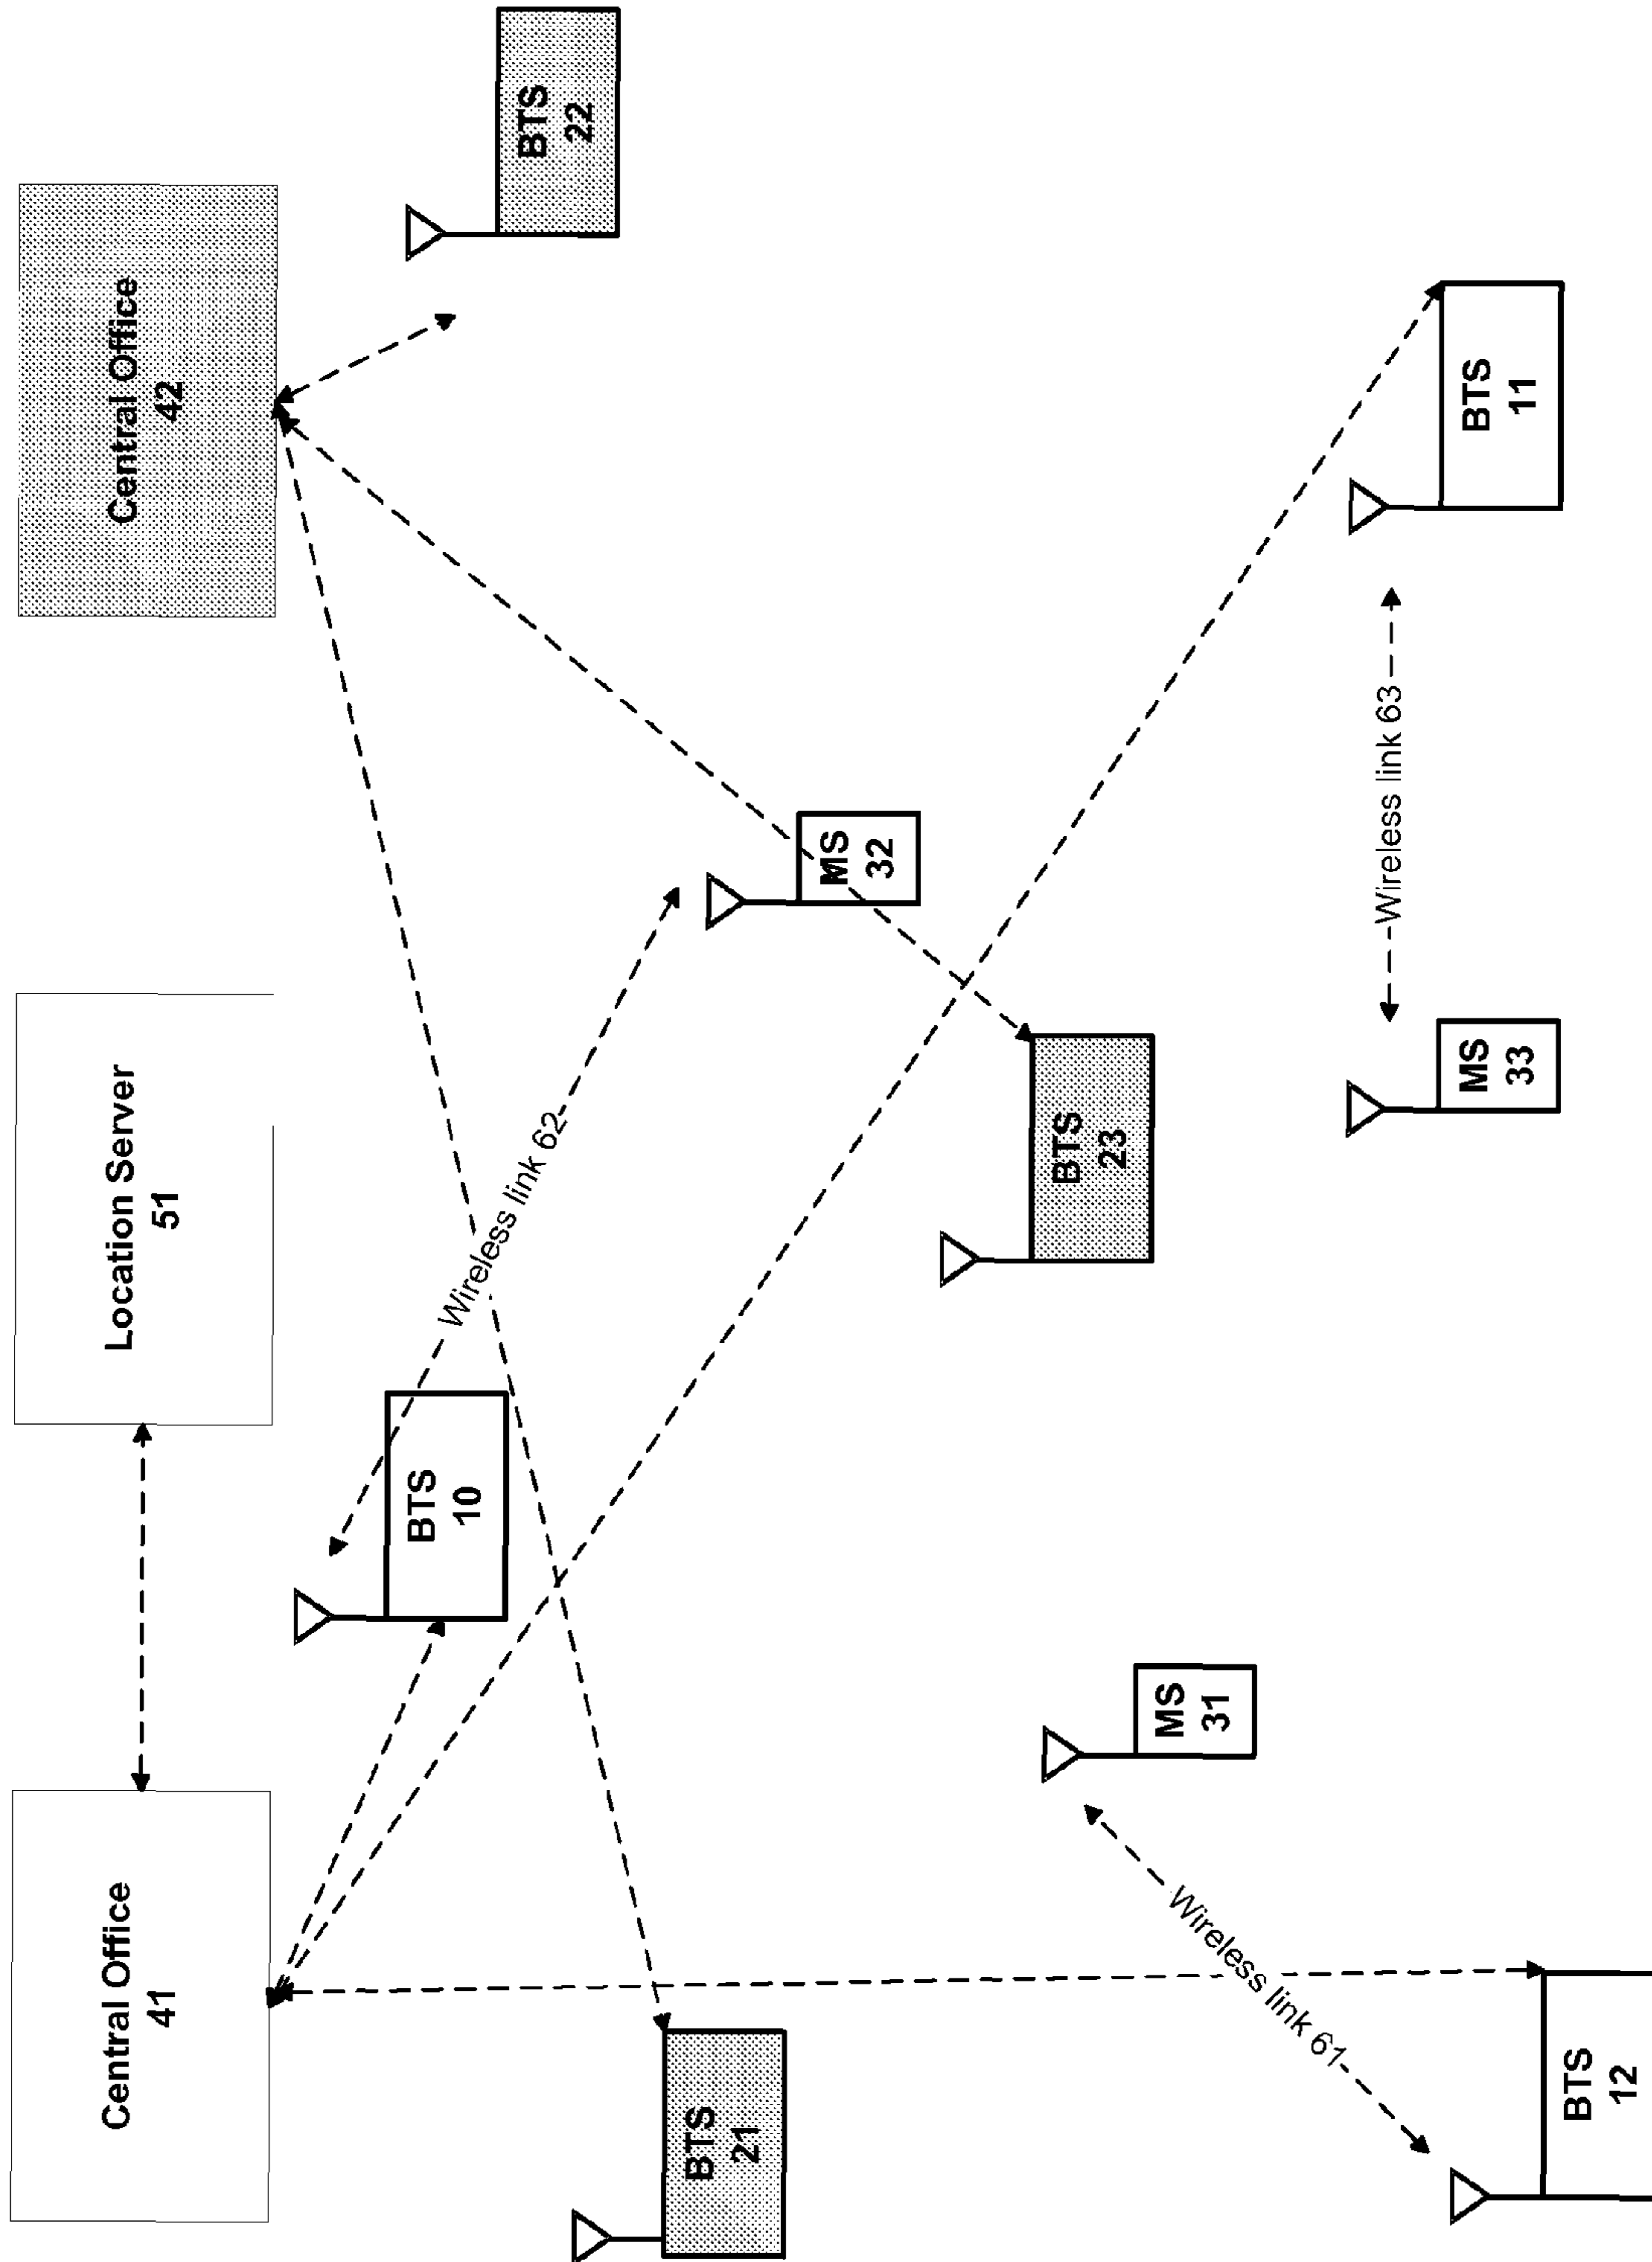 Central Office
41
Location Server
51
Central Office
42
BTS
10
BTS
22
Wireless link 62
BTS
21
MS
32
BTS
23
MS
31
Wireless link 61
Wireless link 63
MS
33
BTS
11
BTS
12